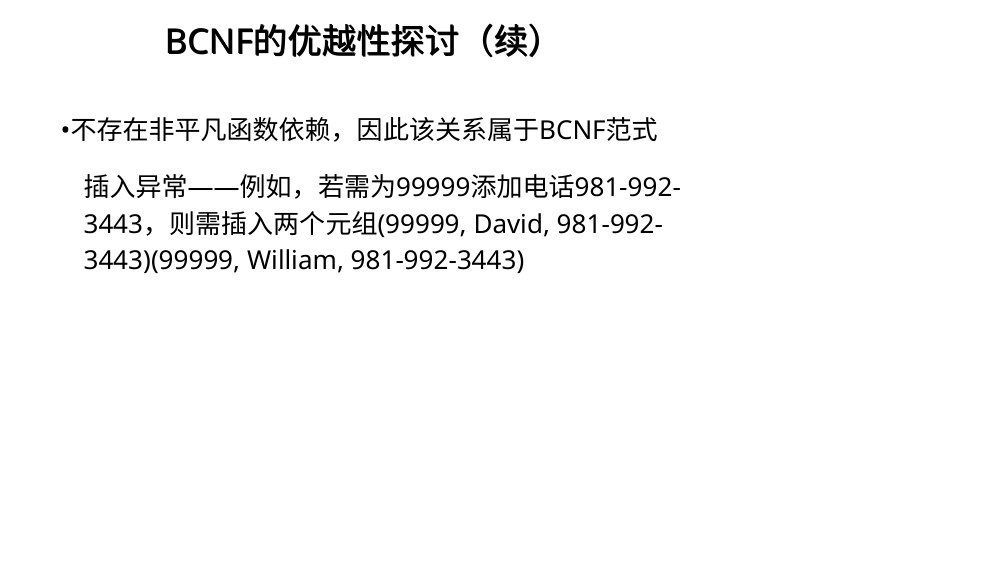 BCNF的优越性探讨（续）
•不存在非平凡函数依赖，因此该关系属于BCNF范式
插入异常——例如，若需为99999添加电话981-992-
3443，则需插入两个元组(99999, David, 981-992-
3443)(99999, William, 981-992-3443)